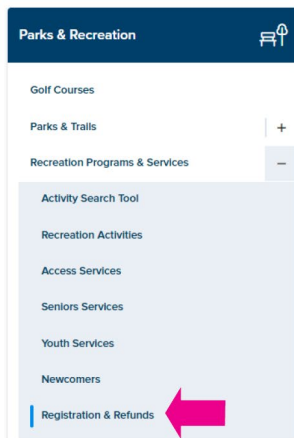 Parks & Recreation
Golf Courses
Parks & Trails +
Recreation Programs & Services −
Activity Search Tool
Recreation Activities
Access Services
Seniors Services
Youth Services
Newcomers
Registration & Refunds